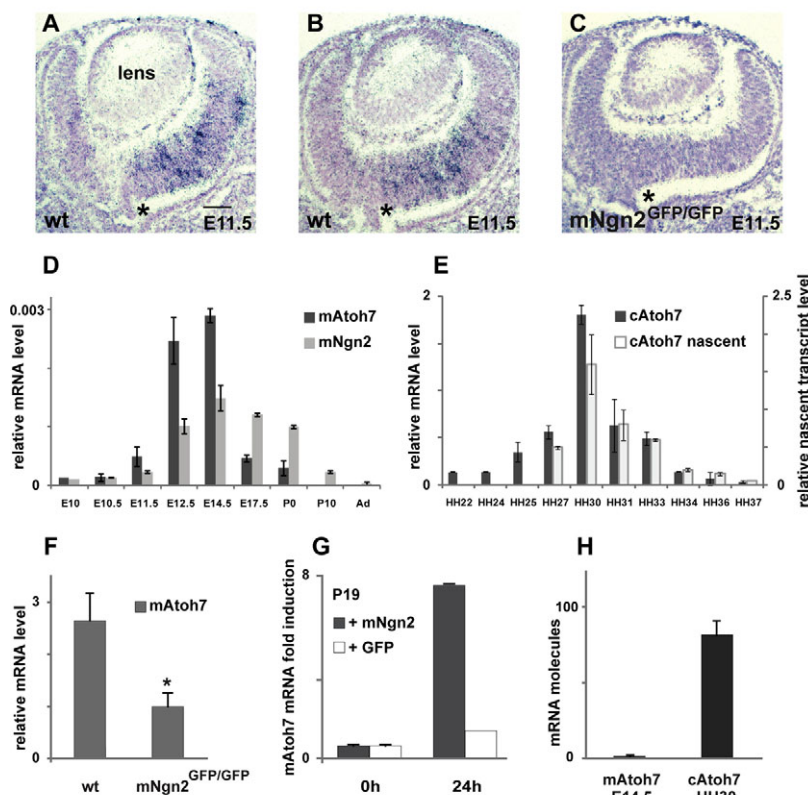 A
B
C
lens
*
*
*
wt
E11.5
wt
E11.5
mNgn2GFP/GFP
E11.5
D
E
0.003
mAtoh7
mNgn2
relative mRNA level
0
E10 E10.5 E11.5 E12.5 E14.5 E17.5 P0 P10 Ad
2
2.5
cAtoh7
cAtoh7 nascent
relative mRNA level
relative nascent transcript level
0
0
HH22 HH24 HH25 HH27 HH30 HH31 HH33 HH34 HH36 HH37
F
G
H
3
mAtoh7
*
relative mRNA level
0
wt mNgn2GFP/GFP
8
P19
+ mNgn2
+ GFP
mAtoh7 mRNA fold induction
0
0h 24h
100
mRNA molecules
0
mAtoh7 cAtoh7
E14.5 HH30